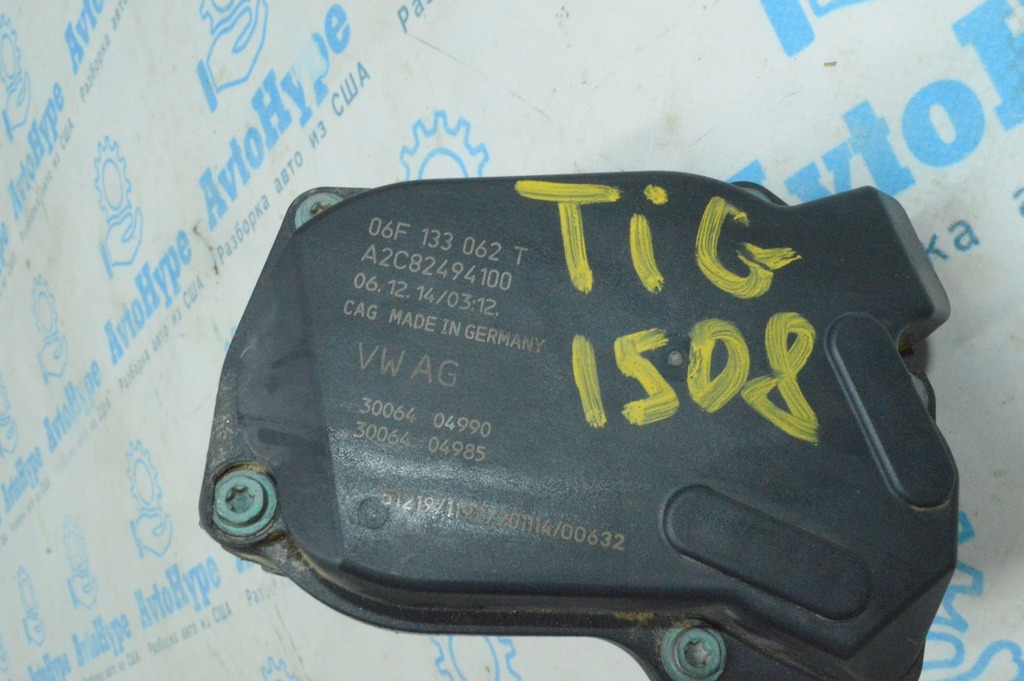 06F 133 062 T
A2C82494100
06.12.14/03:12.
CAG MADE IN GERMANY
VW AG
30064 04990
30064 04985
TiG
1508
AvtoHype
Разборка авто из США